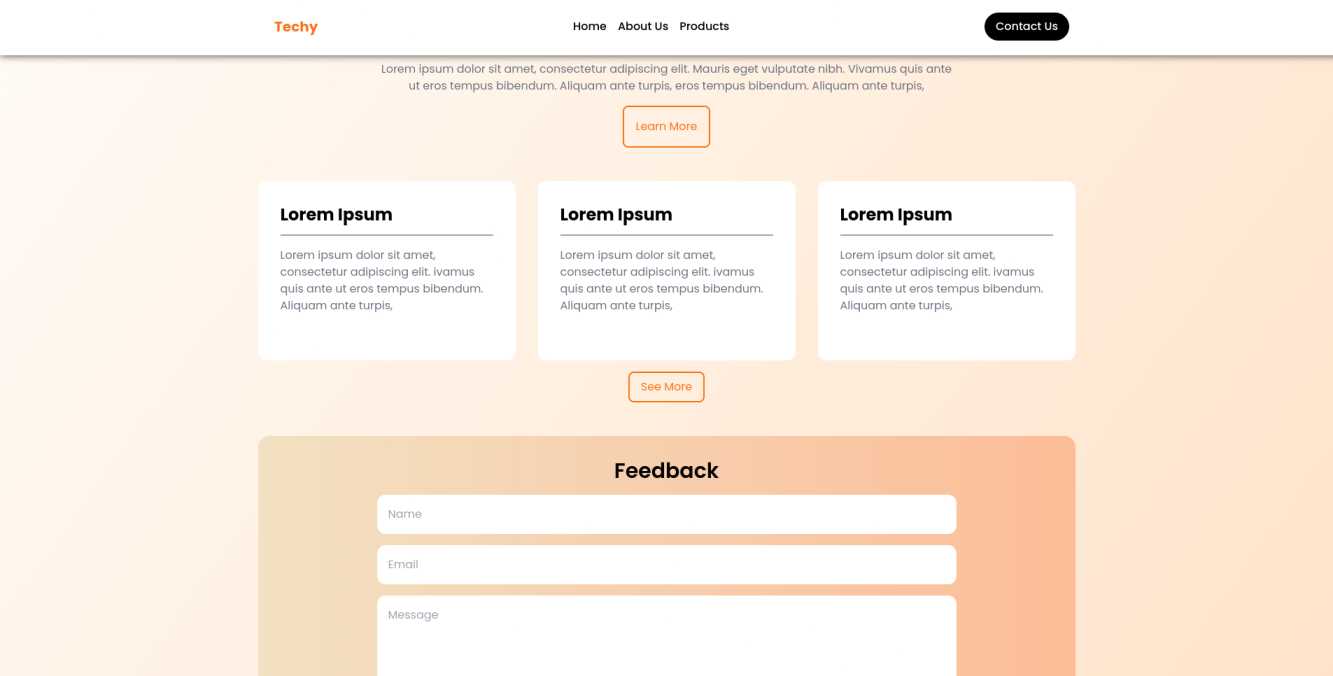 Techy
Home About Us Products
Contact Us
Lorem ipsum dolor sit amet, consectetur adipiscing elit. Mauris eget vulputate nibh. Vivamus quis ante
ut eros tempus bibendum. Aliquam ante turpis, eros tempus bibendum. Aliquam ante turpis,
Learn More
Lorem Ipsum
Lorem ipsum dolor sit amet,
consectetur adipiscing elit. ivamus
quis ante ut eros tempus bibendum.
Aliquam ante turpis,
Lorem Ipsum
Lorem ipsum dolor sit amet,
consectetur adipiscing elit. ivamus
quis ante ut eros tempus bibendum.
Aliquam ante turpis,
Lorem Ipsum
Lorem ipsum dolor sit amet,
consectetur adipiscing elit. ivamus
quis ante ut eros tempus bibendum.
Aliquam ante turpis,
See More
Feedback
Name
Email
Message